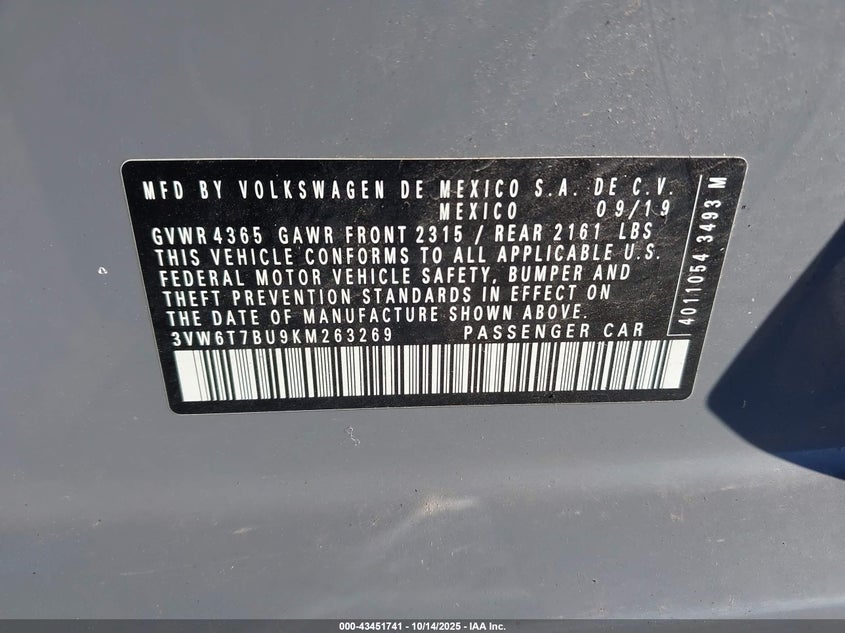 MFD BY VOLKSWAGEN DE MEXICO S.A. DE C.V.
MEXICO 09/19
GVWR 4365 GAWR FRONT 2315 / REAR 2161 LBS
THIS VEHICLE CONFORMS TO ALL APPLICABLE U.S.
FEDERAL MOTOR VEHICLE SAFETY, BUMPER AND
THEFT PREVENTION STANDARDS IN EFFECT ON
THE DATE OF MANUFACTURE SHOWN ABOVE.
3VW6T7BU9KM263269 PASSENGER CAR
4011054 3493 M
000-43451741 | 10/14/2025 | IAA Inc.